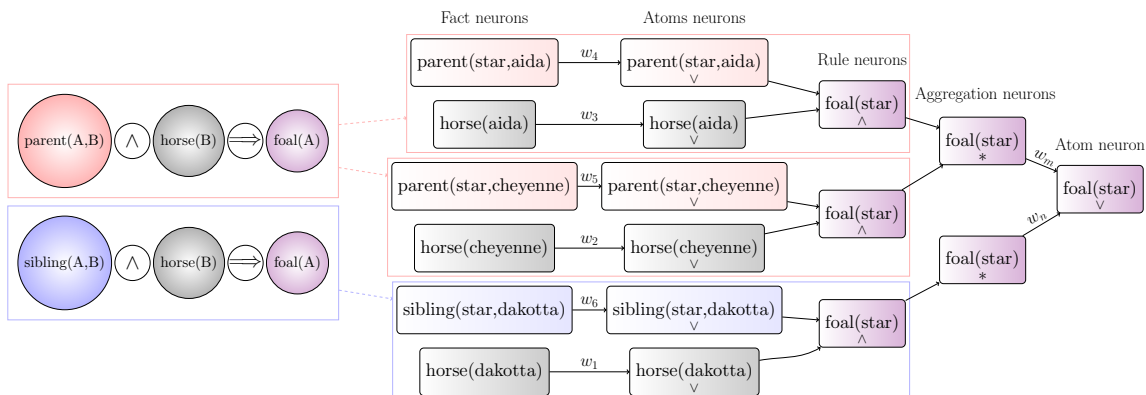 Fact neurons
Atoms neurons
Rule neurons
Aggregation neurons
Atom neuron
parent(A,B) ∧ horse(B) ⟹ foal(A)
sibling(A,B) ∧ horse(B) ⟹ foal(A)
parent(star,aida) w₄ parent(star,aida) ∨
horse(aida) w₃ horse(aida) ∨
foal(star) ∧
parent(star,cheyenne) w₅ parent(star,cheyenne) ∨
horse(cheyenne) w₂ horse(cheyenne) ∨
foal(star) ∧
sibling(star,dakotta) w₆ sibling(star,dakotta) ∨
horse(dakotta) w₁ horse(dakotta) ∨
foal(star) ∧
foal(star) *
wₘ
foal(star) *
wₙ
foal(star) ∨